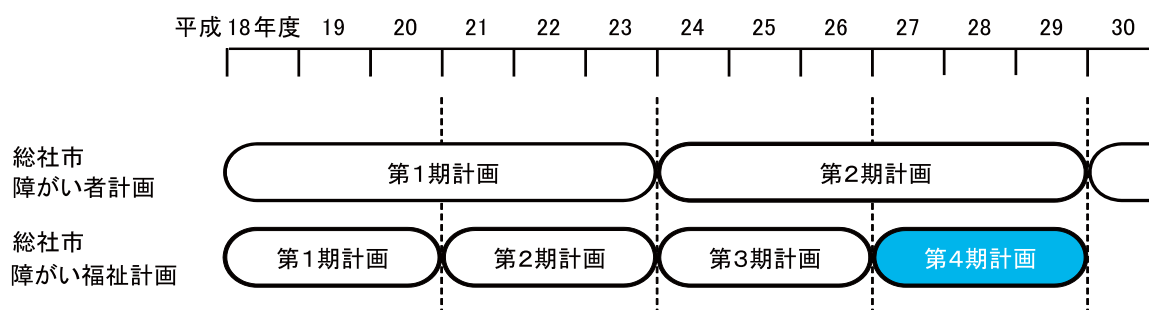 平成 18年度 19 20 21 22 23 24 25 26 27 28 29 30
総社市
障がい者計画
第1期計画 第2期計画
総社市
障がい福祉計画
第1期計画 第2期計画 第3期計画 第4期計画